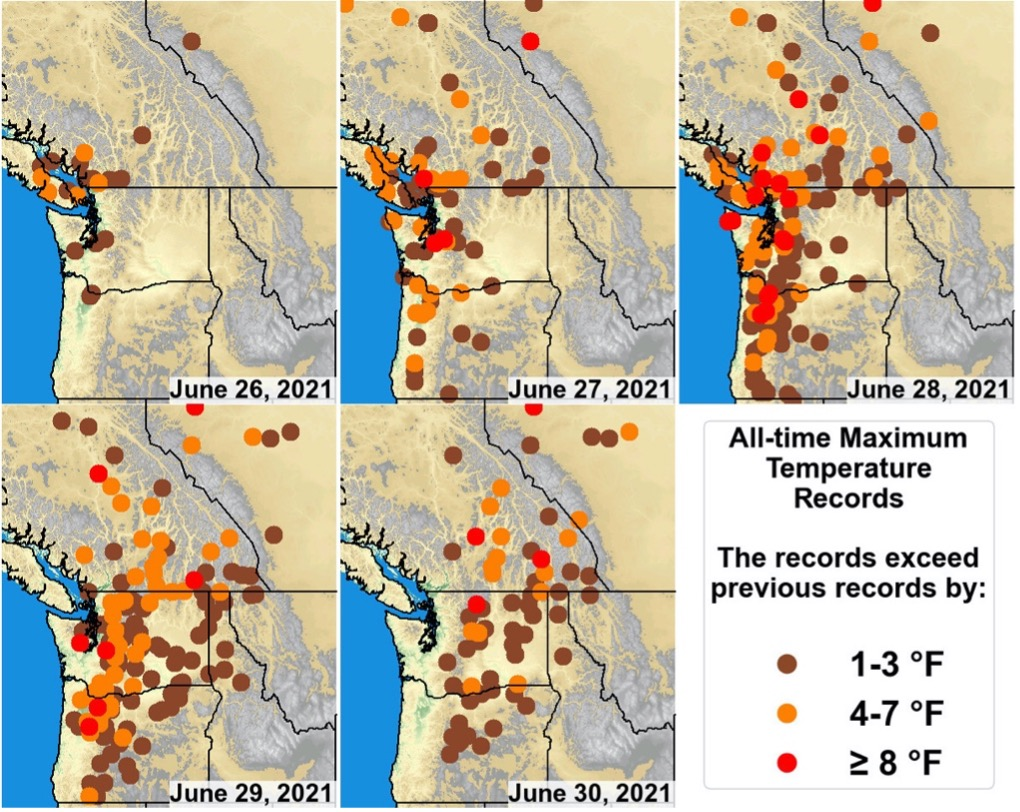 June 26, 2021
June 27, 2021
June 28, 2021
June 29, 2021
June 30, 2021
All-time Maximum
Temperature
Records
The records exceed
previous records by:
1-3 °F
4-7 °F
≥ 8 °F